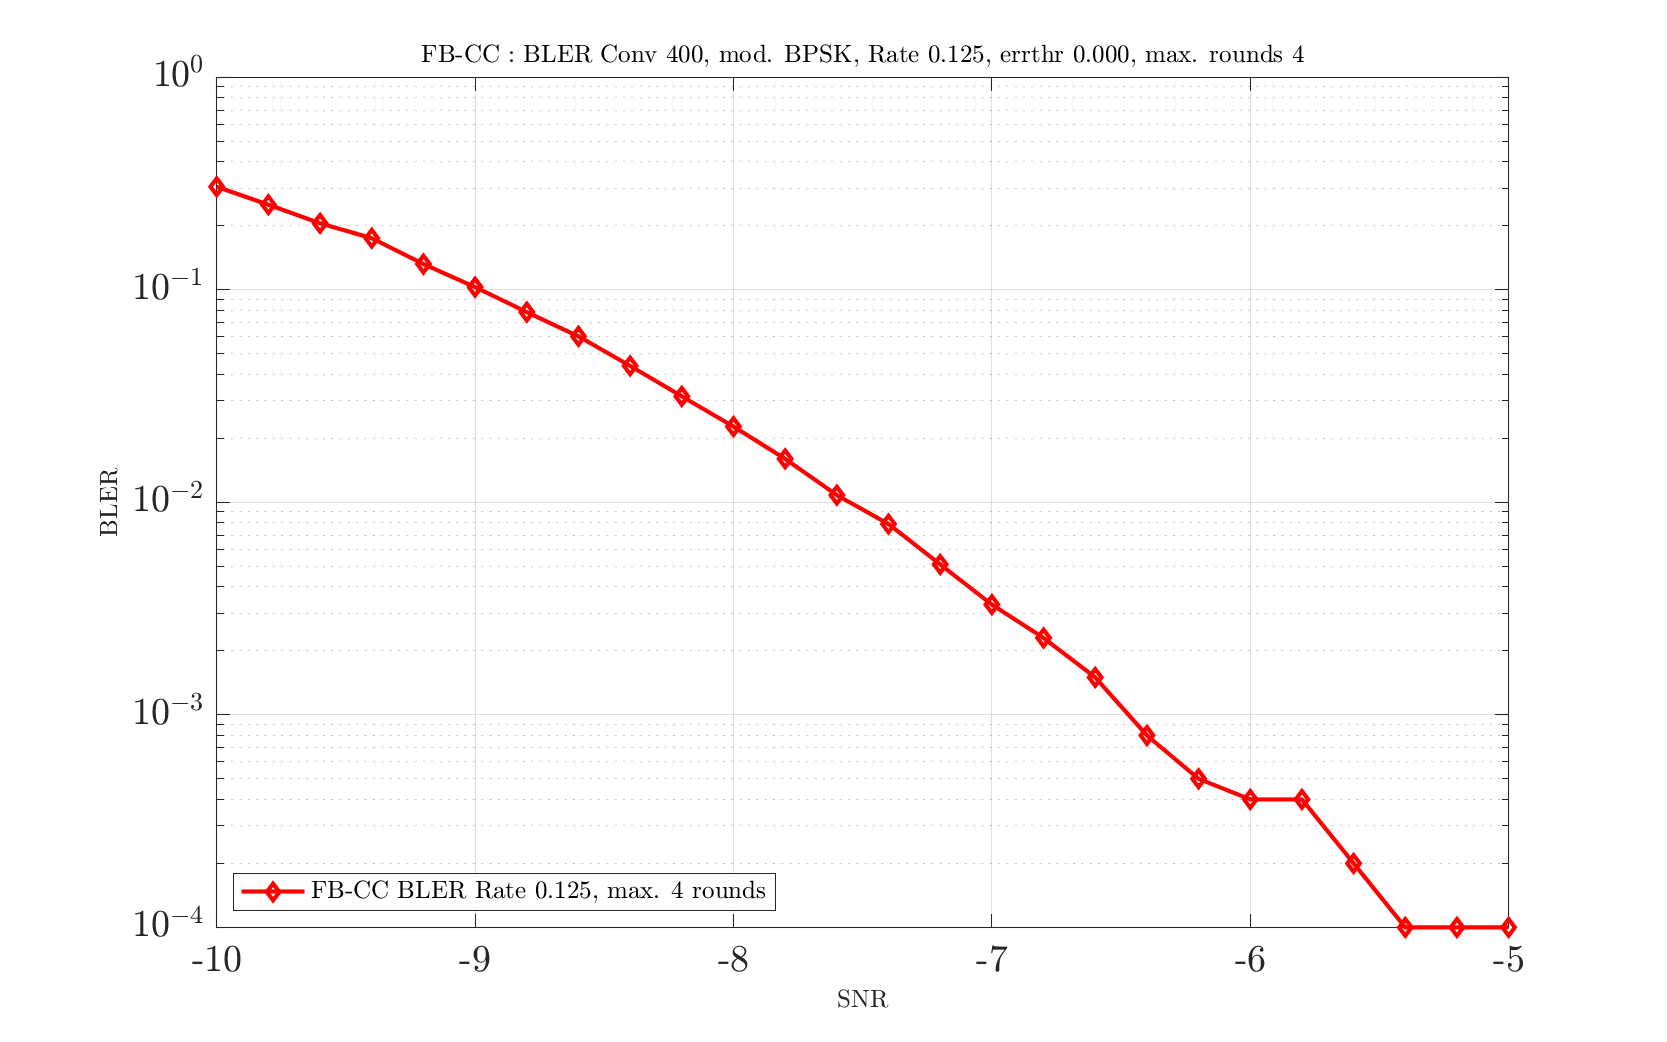 FB-CC : BLER Conv 400, mod. BPSK, Rate 0.125, errthr 0.000, max. rounds 4
10^0
10^-1
10^-2
10^-3
10^-4
BLER
FB-CC BLER Rate 0.125, max. 4 rounds
-10 -9 -8 -7 -6 -5
SNR